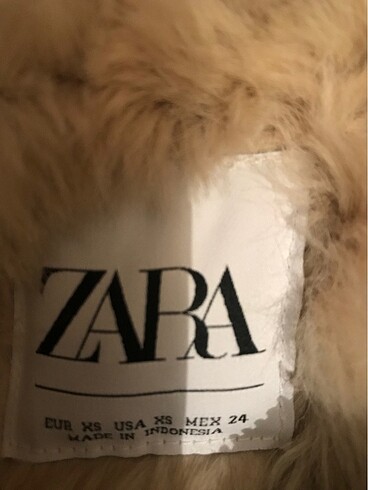 ZARA
EUR XS USA XS MEX 24
MADE IN INDONESIA